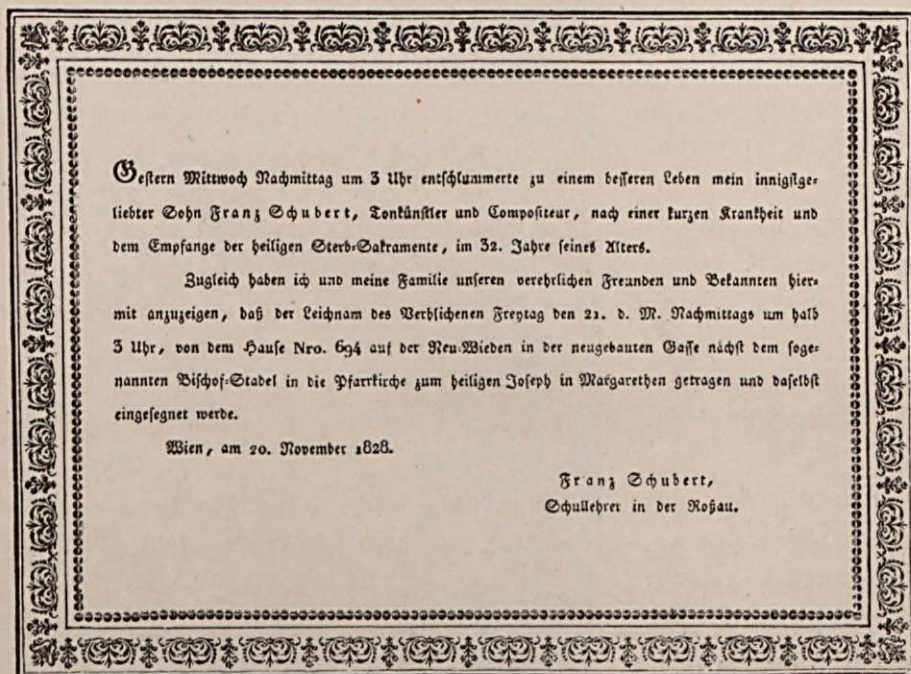 Gestern Mittwoch Nachmittag um 3 Uhr entschlummerte zu einem besseren Leben mein innigstge-
liebter Sohn Franz Schubert, Tonkünstler und Compositeur, nach einer kurzen Krankheit und
dem Empfange der heiligen Sterb-Sakramente, im 32. Jahre seines Alters.
Zugleich haben ich und meine Familie unseren verehrlichen Freunden und Bekannten hier-
mit anzuzeigen, daß der Leichnam des Verblichenen Freytag den 21. d. M. Nachmittags um halb
3 Uhr, von dem Hause Nro. 694 auf der Neu-Wieden in der neugebauten Gasse nächst dem soge-
nannten Bischof-Stadel in die Pfarrkirche zum heiligen Joseph in Margarethen getragen und daselbst
eingesegnet werde.
Wien, am 20. November 1828.
Franz Schubert,
Schullehrer in der Roßau.